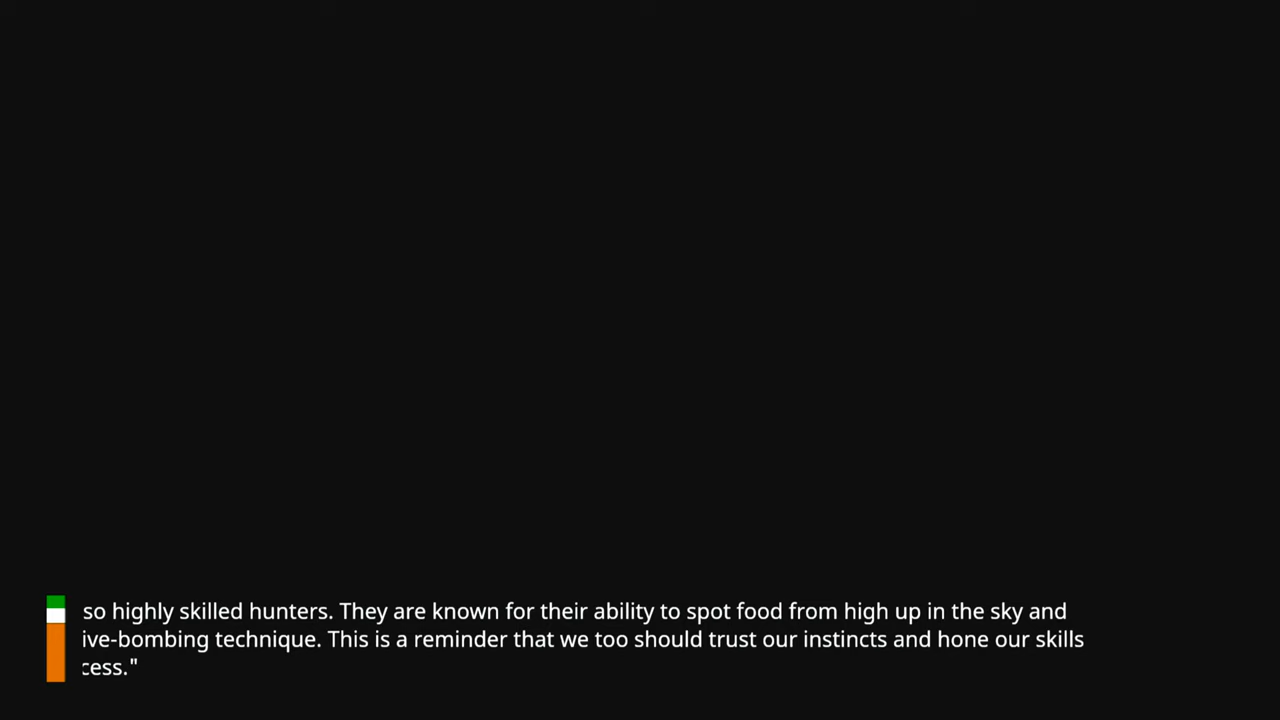 so highly skilled hunters. They are known for their ability to spot food from high up in the sky and
ive-bombing technique. This is a reminder that we too should trust our instincts and hone our skills
cess."